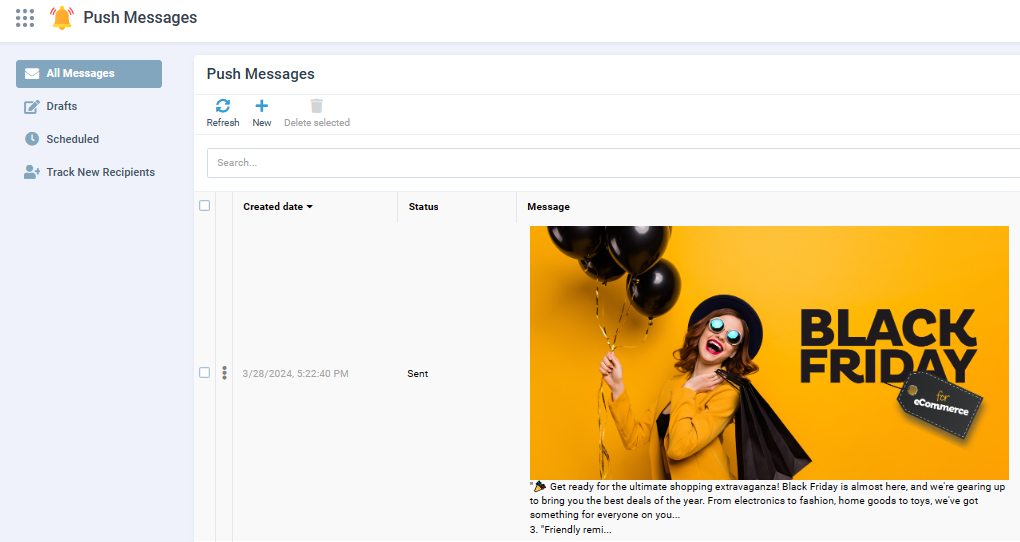 Push Messages
All Messages
Drafts
Scheduled
Track New Recipients
Push Messages
Refresh
New
Delete selected
Search...
Created date
Status
Message
3/28/2024, 5:22:40 PM
Sent
BLACK
FRIDAY
for
eCommerce
"🎉 Get ready for the ultimate shopping extravaganza! Black Friday is almost here, and we're gearing up
to bring you the best deals of the year. From electronics to fashion, home goods to toys, we've got
something for everyone on you...
3. "Friendly remi...